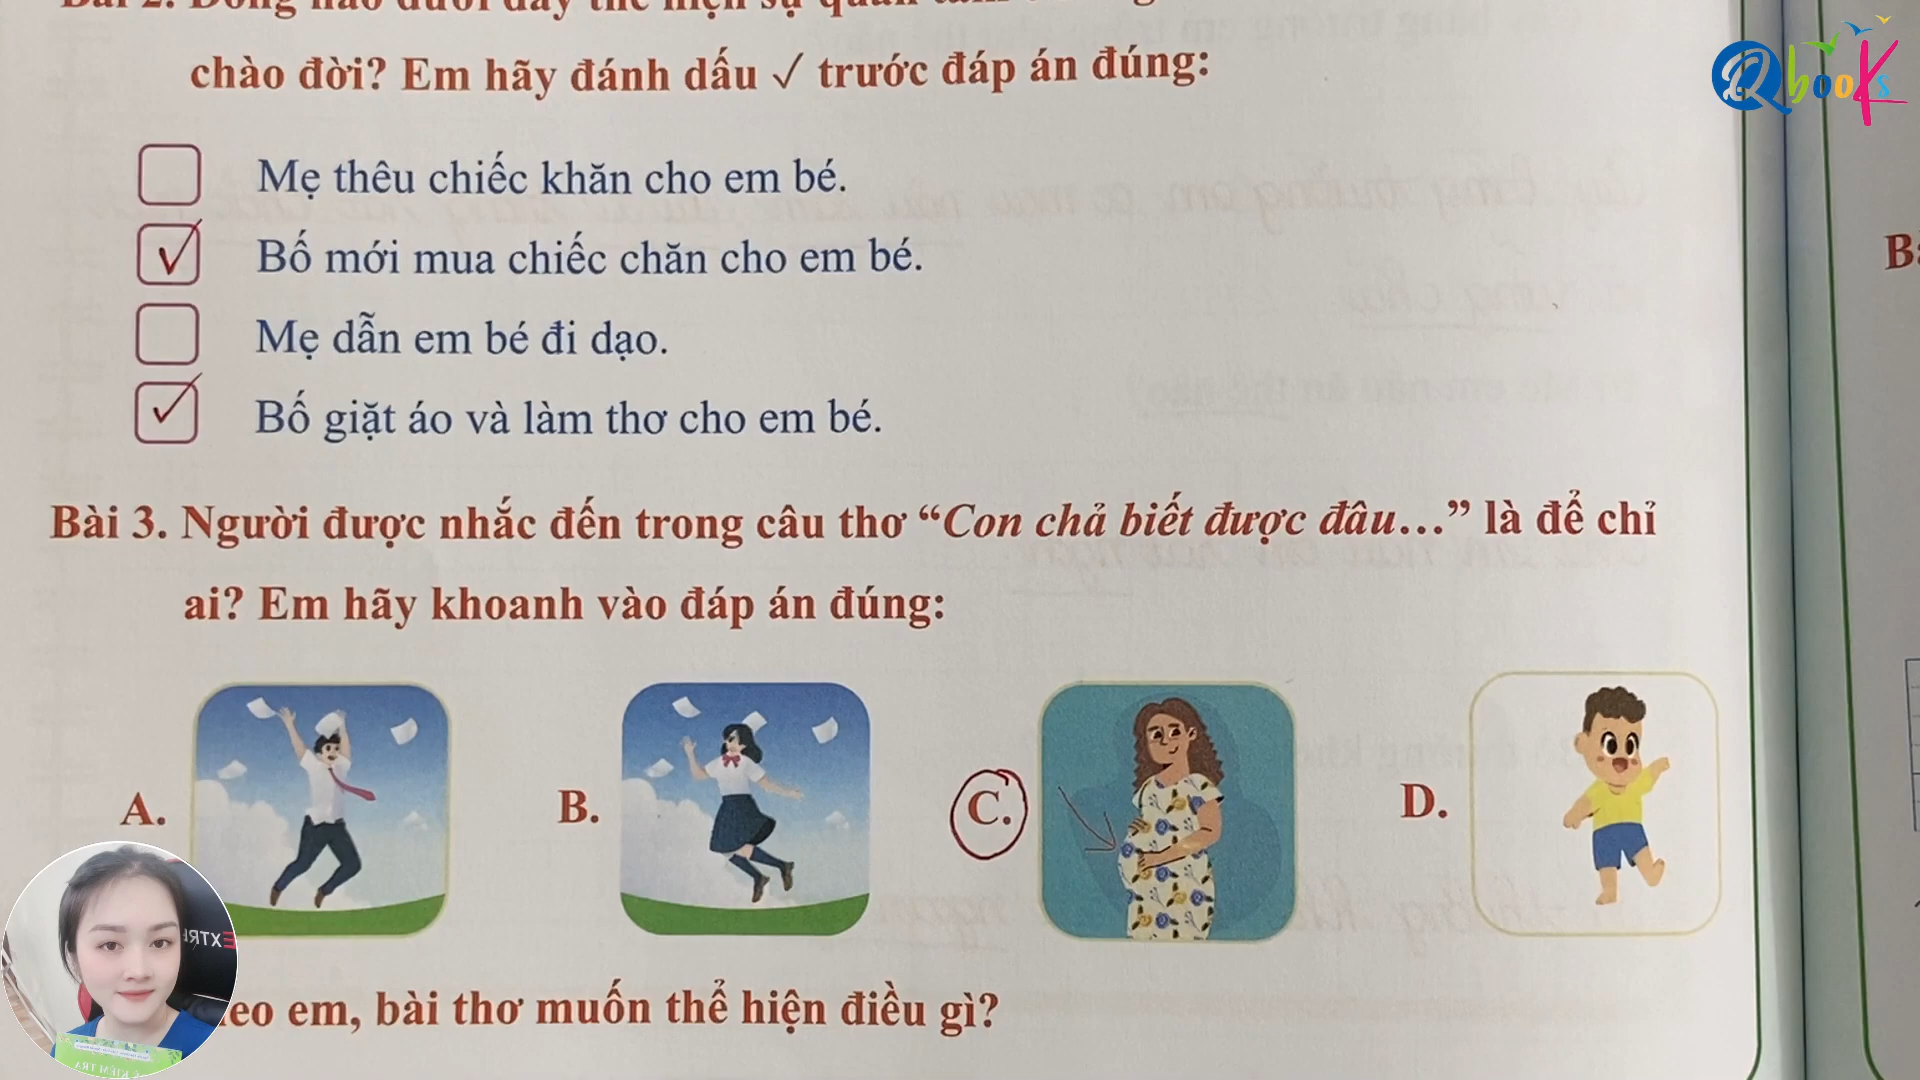 chào đời? Em hãy đánh dấu ✓ trước đáp án đúng:
Mẹ thêu chiếc khăn cho em bé.
Bố mới mua chiếc chăn cho em bé.
Mẹ dẫn em bé đi dạo.
Bố giặt áo và làm thơ cho em bé.
Bài 3. Người được nhắc đến trong câu thơ “Con chả biết được đâu...” là để chỉ
ai? Em hãy khoanh vào đáp án đúng:
A.
B.
C.
D.
em, bài thơ muốn thể hiện điều gì?
Qbooks